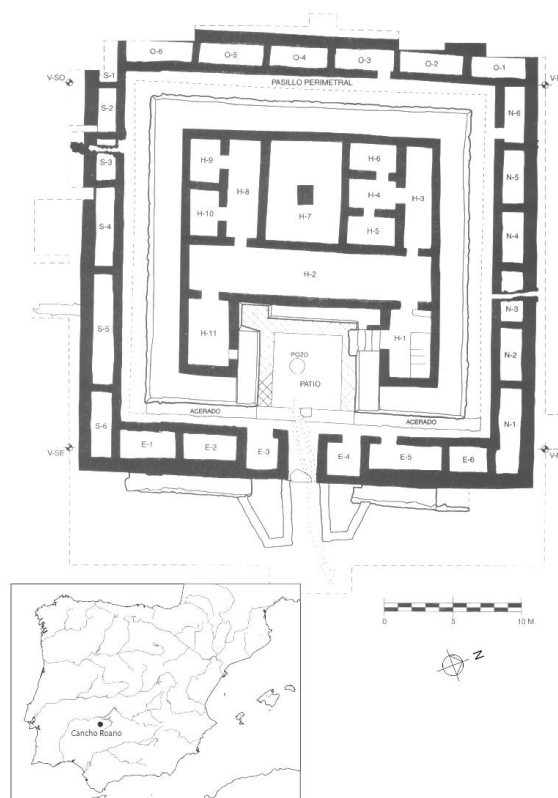 O-6 O-5 O-4 O-3 O-2 O-1
V-SO S-1 PASILLO PERIMETRAL
S-2 N-6
S-3 H-9 H-6
H-8 H-4 H-3 N-5
H-10 H-7
S-4 H-5 N-4
H-2
N-3
S-5 H-11 POZO H-1 N-2
PATIO
S-6 ACERADO ACERADO N-1
V-SE E-1 E-2 E-3 E-4 E-5 E-6
0 5 10 M
N
Cancho Roano